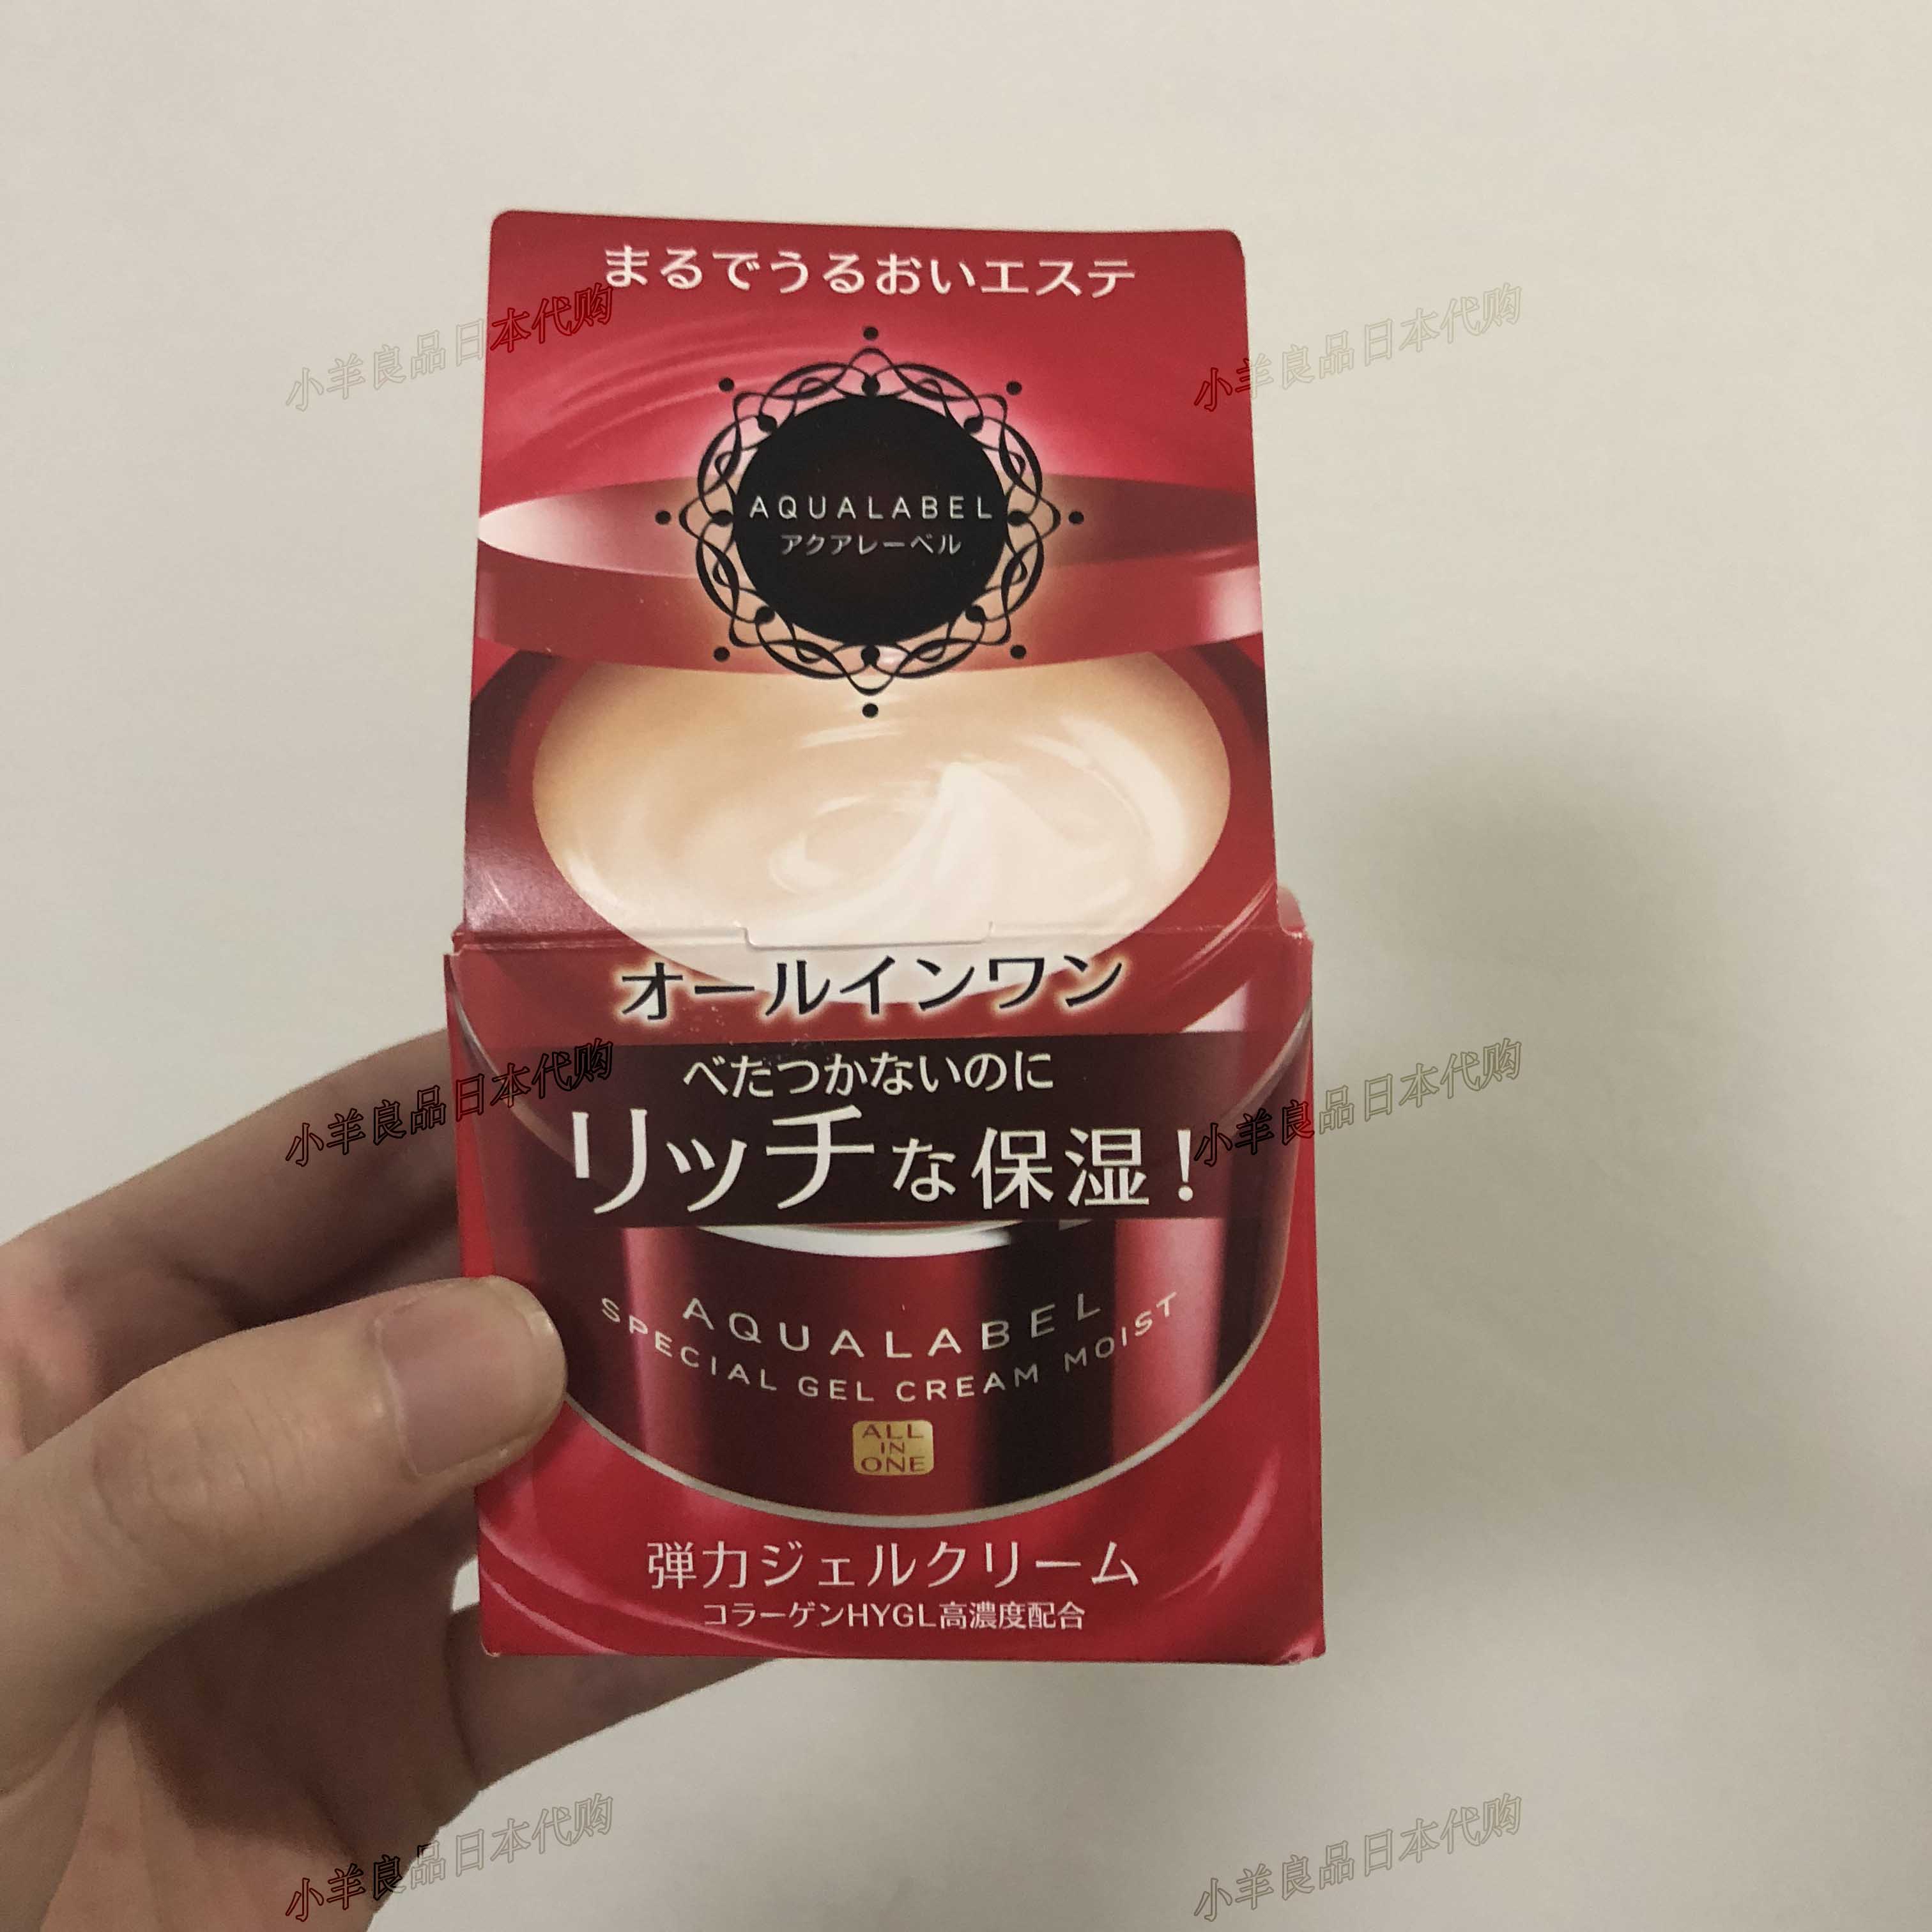 まるでうるおいエステ
小羊良品日本代购
小羊良品日本代购
AQUALABEL
アクアレーベル
オールインワン
べたつかないのに
リッチな保湿!
小羊良品日本代购
小羊良品日本代购
AQUALABEL
SPECIAL GEL CREAM MOIST
ALL
IN
ONE
弾力ジェルクリーム
コラーゲンHYGL高濃度配合
小羊良品日本代购
小羊良品日本代购